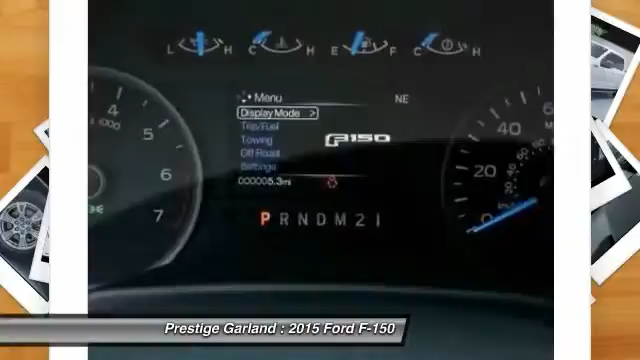 L H C H E F C H
Menu NE
Display Mode >
Trip/Fuel
Towing F150
Off Road
Settings
000005.3mi
P R N D M 2 1
4
5
6
7
x1000
40
20
0
Prestige Garland : 2015 Ford F-150